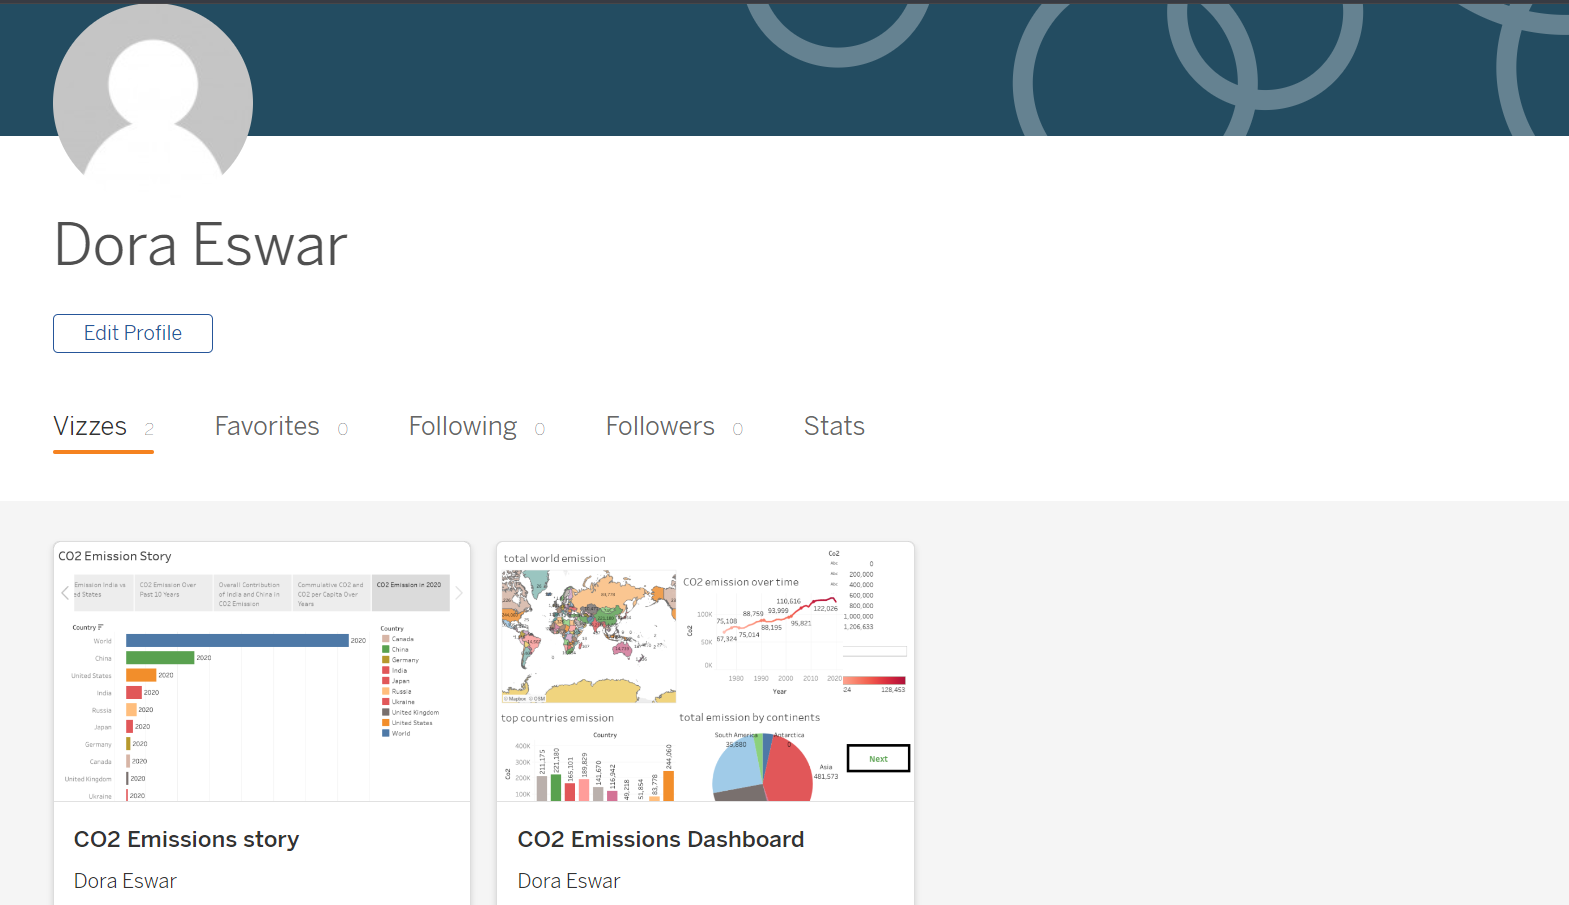 Dora Eswar
Edit Profile
Vizzes 2 Favorites 0 Following 0 Followers 0 Stats
CO2 Emission Story
Emission India vs
ed States
CO2 Emission Over
Past 10 Years
Overall Contribution
of India and China in
CO2 Emission
Commulative CO2 and
CO2 per Capita Over
Years
CO2 Emission in 2020
Country
World 2020
China 2020
United States 2020
India 2020
Russia 2020
Japan 2020
Germany 2020
Canada 2020
United Kingdom 2020
Ukraine 2020
Country
Canada
China
Germany
India
Japan
Russia
Ukraine
United Kingdom
United States
World
CO2 Emissions story
Dora Eswar
total world emission
© Mapbox © OSM
CO2 emission over time
Co2
100K
50K
0K
75,108
67,324
75,014
88,759
88,195
93,999
110,616
95,821
122,026
1980 1990 2000 2010 2020
Year
Co2
Abc 0
Abc 200,000
Abc 400,000
600,000
800,000
1,000,000
1,206,633
24 128,453
top countries emission
Country
Co2
400K
300K
200K
100K
211,175
221,180
165,101
189,829
141,670
116,942
49,218
51,854
83,778
244,060
total emission by continents
South America
35,880
Antarctica
0
Asia
481,573
Next
CO2 Emissions Dashboard
Dora Eswar